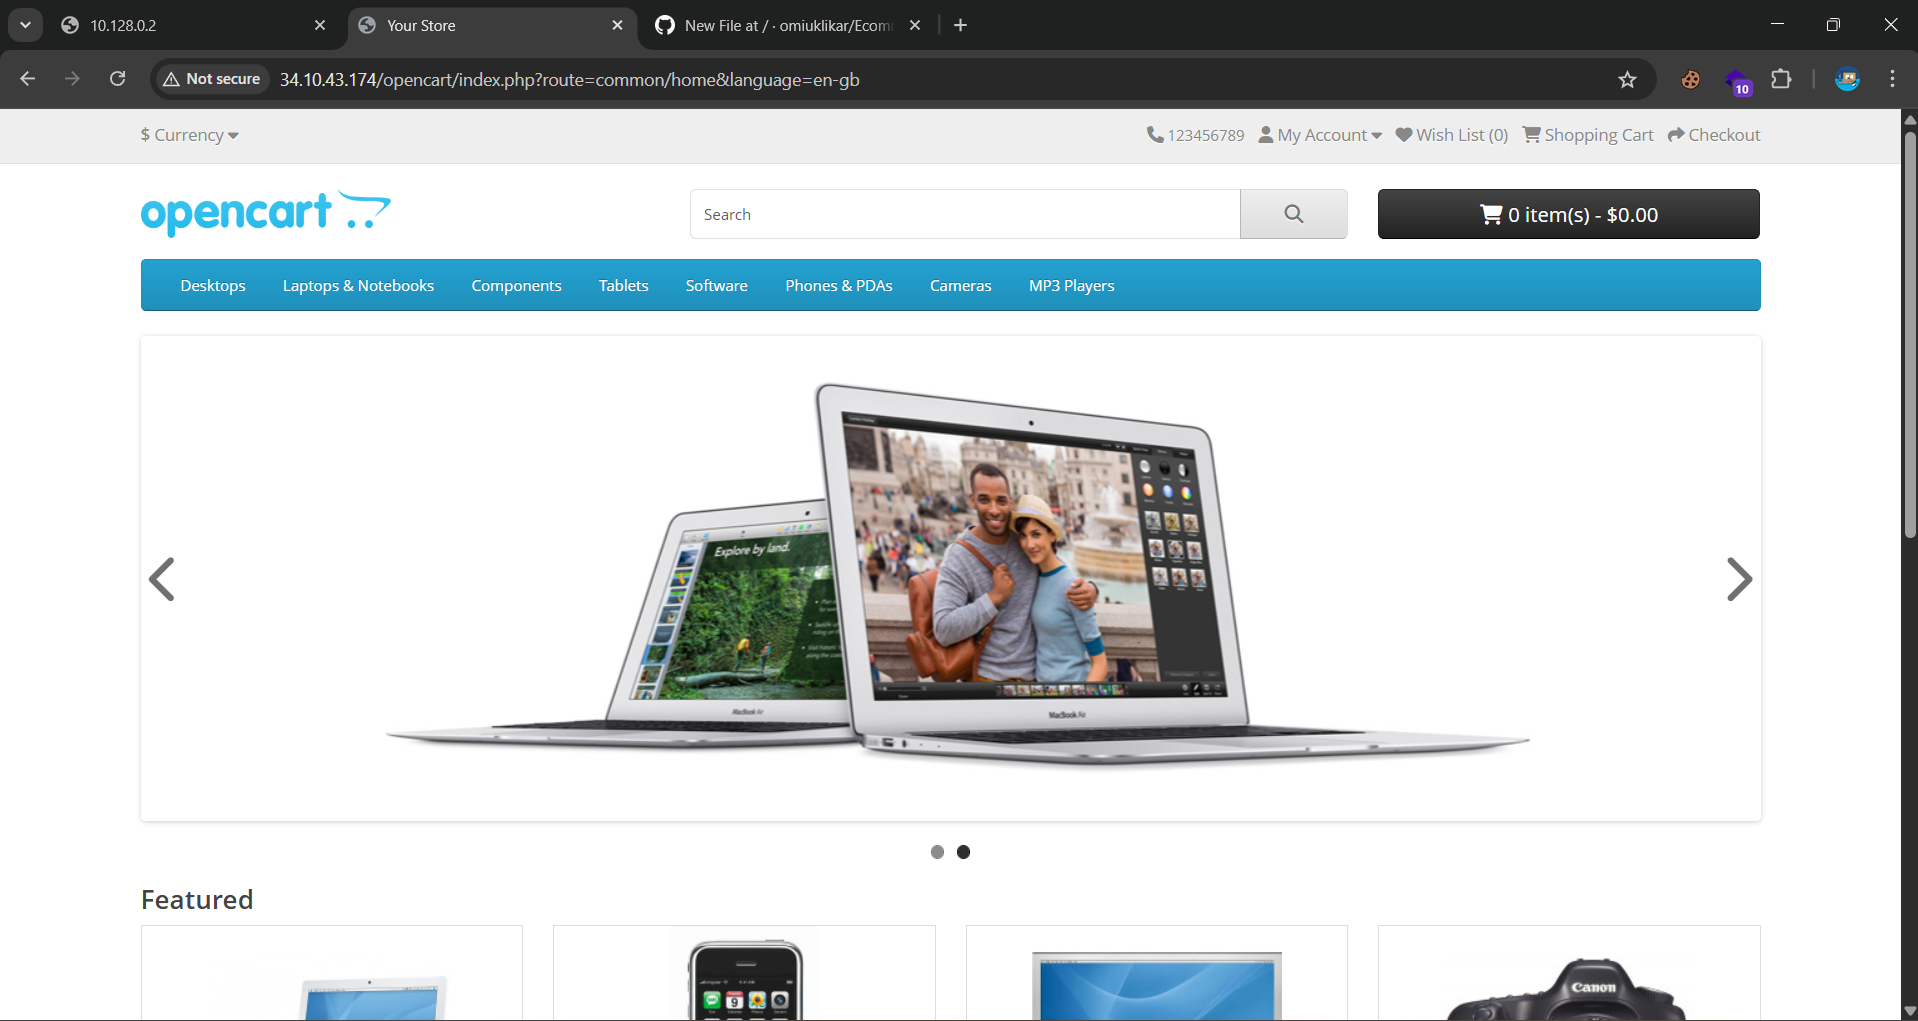 10.128.0.2
Your Store
New File at / · omiuklikar/Ecom
Not secure
34.10.43.174/opencart/index.php?route=common/home&language=en-gb
10
$ Currency
123456789
My Account
Wish List (0)
Shopping Cart
Checkout
opencart
Search
0 item(s) - $0.00
Desktops
Laptops & Notebooks
Components
Tablets
Software
Phones & PDAs
Cameras
MP3 Players
Explore by land.
MacBook Air
MacBook Air
Featured
9
Canon